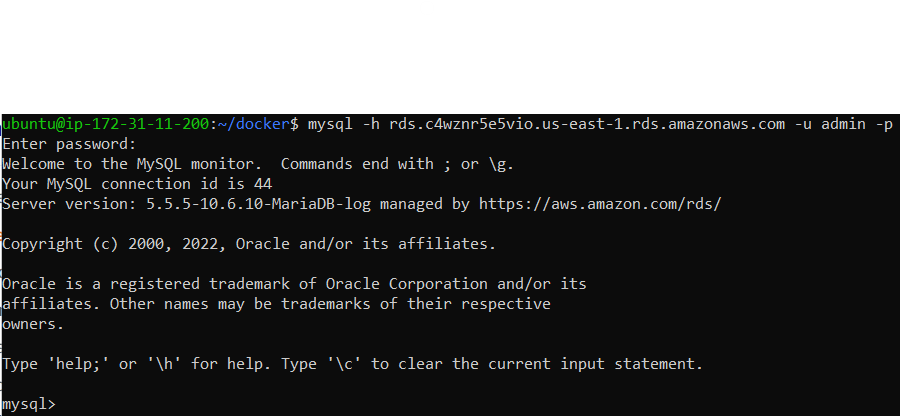 ubuntu@ip-172-31-11-200:~/docker$ mysql -h rds.c4wznr5e5vio.us-east-1.rds.amazonaws.com -u admin -p
Enter password:
Welcome to the MySQL monitor.  Commands end with ; or \g.
Your MySQL connection id is 44
Server version: 5.5.5-10.6.10-MariaDB-log managed by https://aws.amazon.com/rds/
Copyright (c) 2000, 2022, Oracle and/or its affiliates.
Oracle is a registered trademark of Oracle Corporation and/or its
affiliates. Other names may be trademarks of their respective
owners.
Type 'help;' or '\h' for help. Type '\c' to clear the current input statement.
mysql>